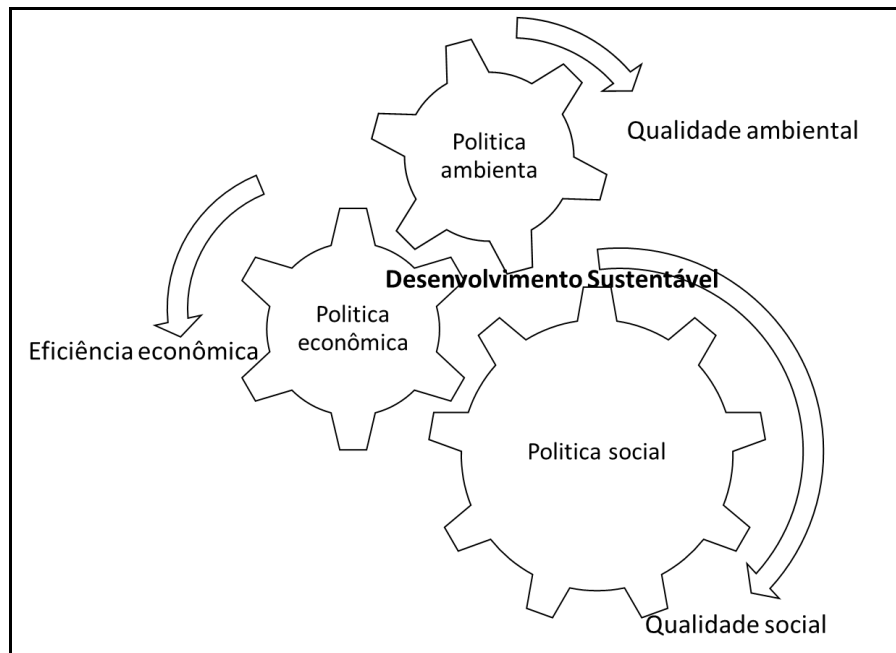 Politica
ambienta
Qualidade ambiental
Desenvolvimento Sustentável
Politica
econômica
Eficiência econômica
Politica social
Qualidade social